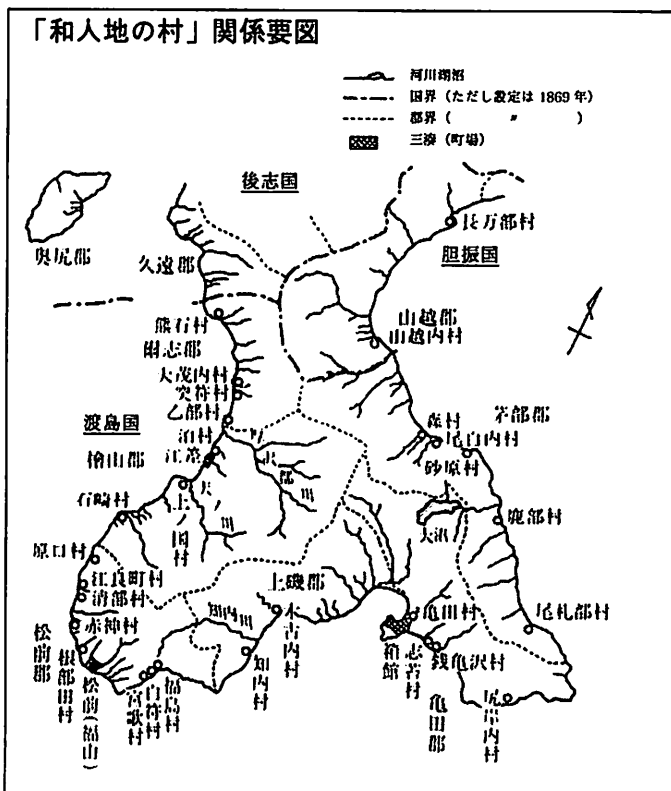 「和人地の村」関係要図
河川湖沼
国界（ただし設定は1869年）
郡界（　〃　）
三湊（町場）
後志国
奥尻郡
久遠郡
長万部村
胆振国
熊石村
爾志郡
山越郡
山越内村
大茂内村
突符村
乙部村
渡島国
泊村
江差
檜山郡
厚沢部川
天ノ川
上ノ国村
石崎村
森村
尾白内村
茅部郡
砂原村
大沼
鹿部村
原口村
江良町村
清部村
赤神村
松前郡
根部田村
松前（福山）
上磯郡
知内川
木古内村
知内村
福島村
白符村
宮歌村
亀田村
箱館
志苔村
銭亀沢村
亀田郡
尾札部村
尻岸内村